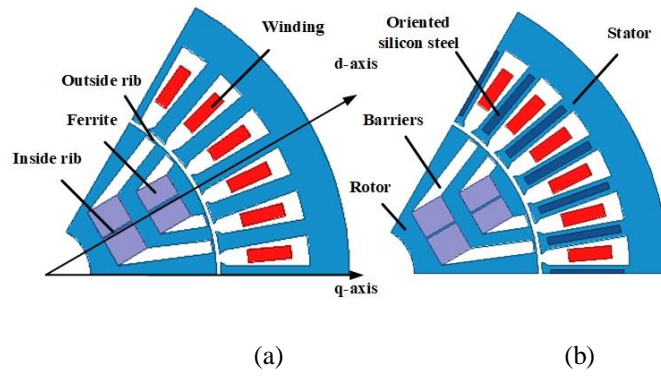 Winding
Outside rib
d-axis
Ferrite
Inside rib
q-axis
Oriented
silicon steel
Stator
Barriers
Rotor
(a)
(b)